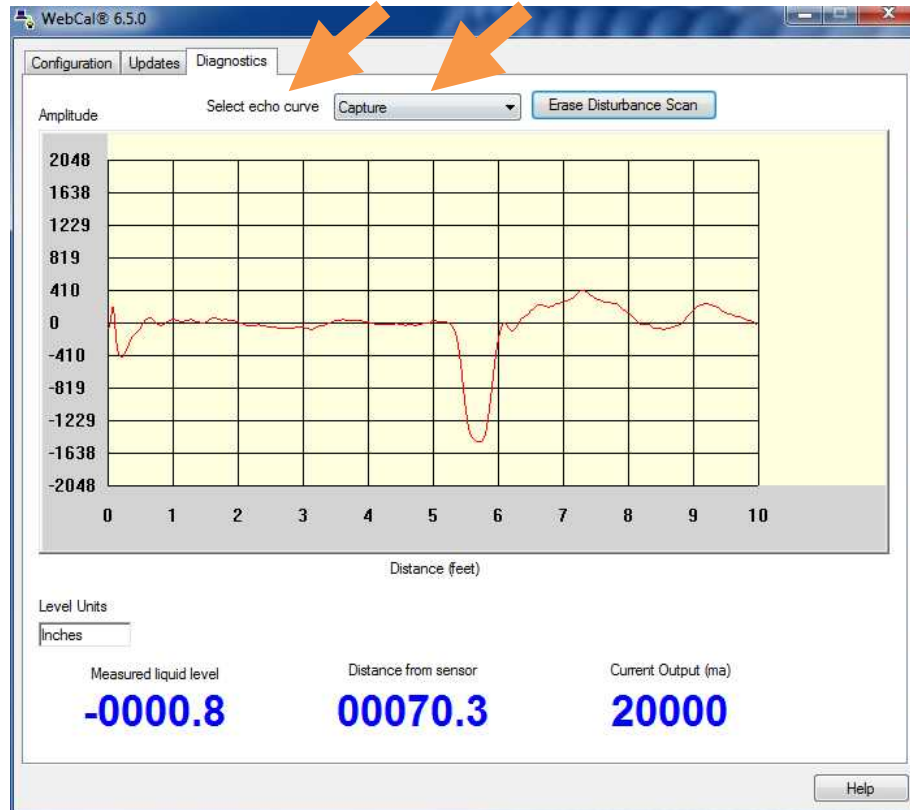 WebCal® 6.5.0
Configuration Updates Diagnostics
Select echo curve Capture Erase Disturbance Scan
Amplitude
2048
1638
1229
819
410
0
-410
-819
-1229
-1638
-2048
0 1 2 3 4 5 6 7 8 9 10
Distance (feet)
Level Units
Inches
Measured liquid level Distance from sensor Current Output (ma)
-0000.8 00070.3 20000
Help